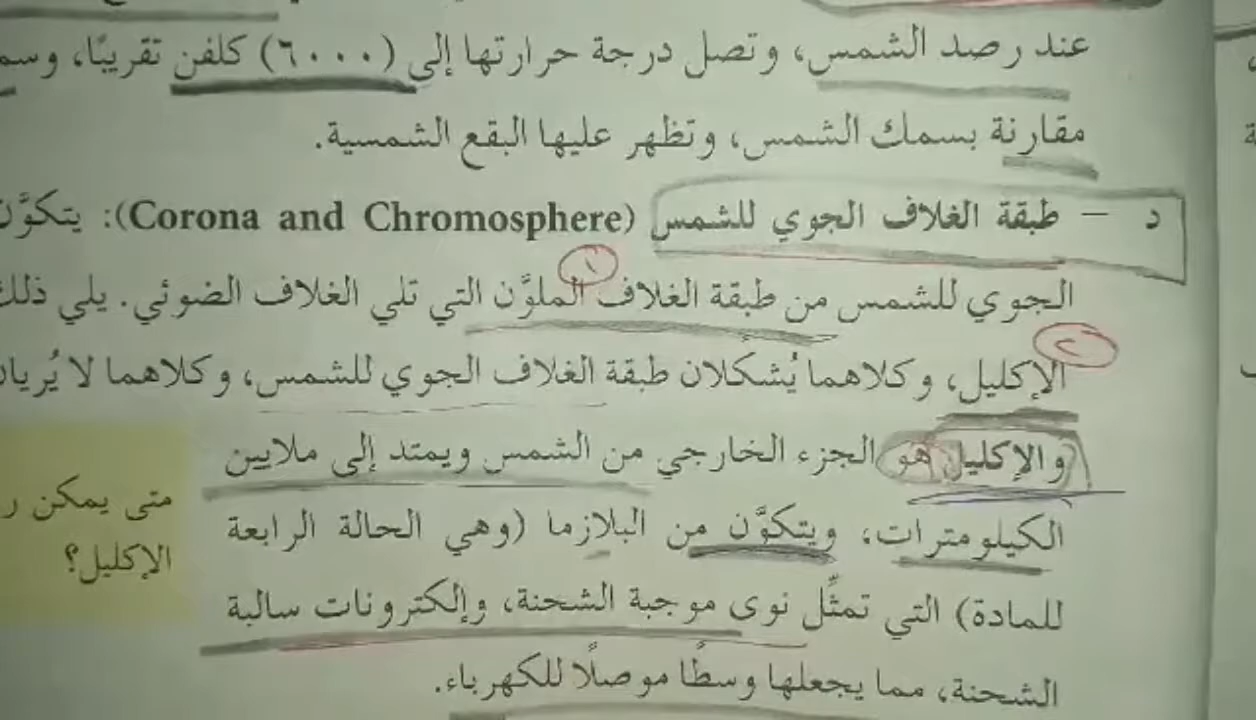 عند رصد الشمس، وتصل درجة حرارتها إلى (٦٠٠٠) كلفن تقريبًا، وسم
مقارنة بسمك الشمس، وتظهر عليها البقع الشمسية.
د - طبقة الغلاف الجوي للشمس (Corona and Chromosphere): يتكوَّن
١
الجوي للشمس من طبقة الغلاف الملوَّن التي تلي الغلاف الضوئي. يلي ذلك
٢
الإكليل، وكلاهما يُشكلان طبقة الغلاف الجوي للشمس، وكلاهما لا يُريان
والإكليل هو الجزء الخارجي من الشمس ويمتد إلى ملايين
الكيلومترات، ويتكوَّن من البلازما (وهي الحالة الرابعة
للمادة) التي تمثِّل نوى موجبة الشحنة، وإلكترونات سالبة
الشحنة، مما يجعلها وسطًا موصلًا للكهرباء.
متى يمكن ر
الإكليل؟